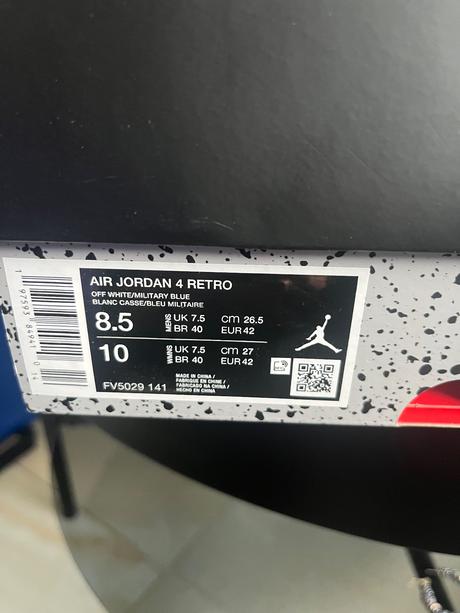 AIR JORDAN 4 RETRO
OFF WHITE/MILITARY BLUE
BLANC CASSE/BLEU MILITAIRE
8.5 MENS UK 7.5 cm 26.5
BR 40 EUR 42
10 WMNS UK 7.5 cm 27
BR 40 EUR 42
FV5029 141
MADE IN CHINA /
FABRIQUE EN CHINE /
FABRICADO NA CHINA /
HECHO EN CHINA